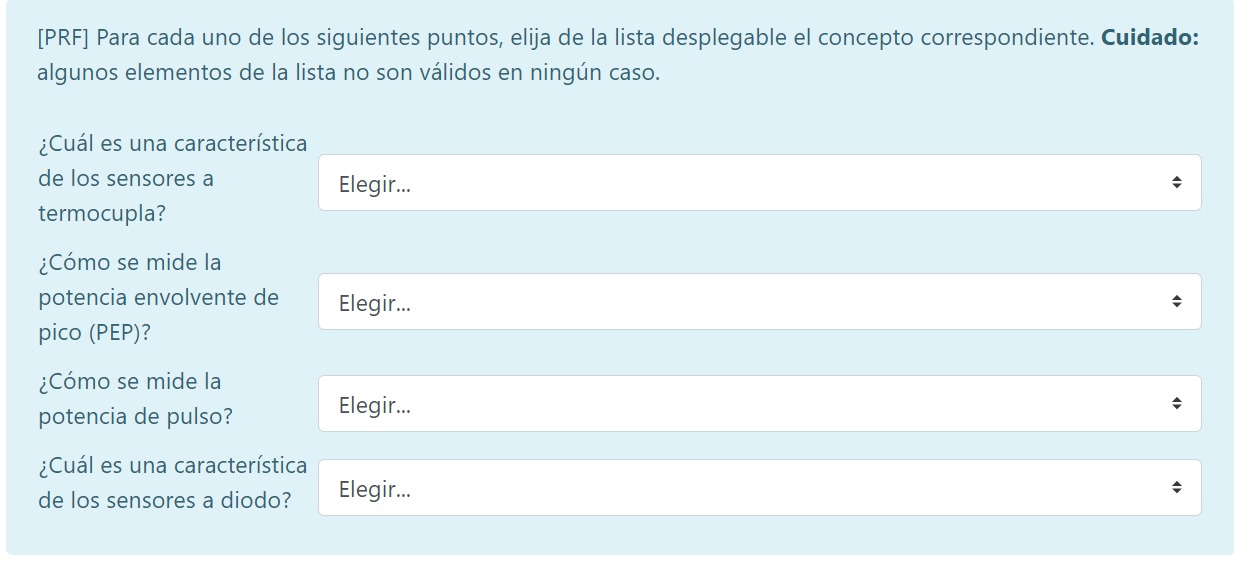 [PRF] Para cada uno de los siguientes puntos, elija de la lista desplegable el concepto correspondiente. Cuidado:
algunos elementos de la lista no son válidos en ningún caso.
¿Cuál es una característica
de los sensores a
termocupla?
Elegir...
¿Cómo se mide la
potencia envolvente de
pico (PEP)?
Elegir...
¿Cómo se mide la
potencia de pulso?
Elegir...
¿Cuál es una característica
de los sensores a diodo?
Elegir...